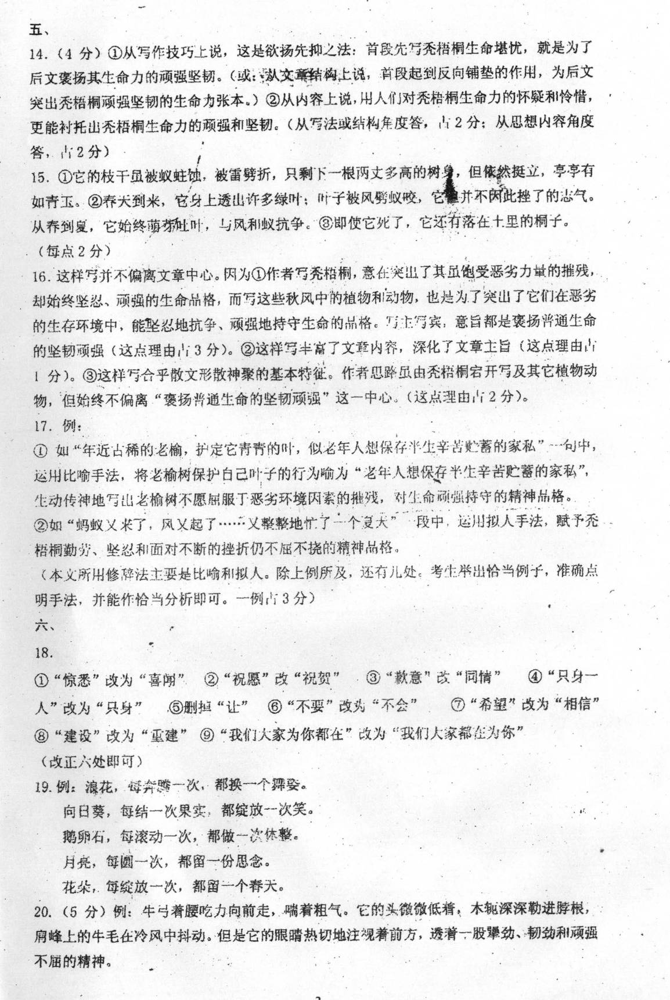 五、
14.（4 分）①从写作技巧上说，这是欲扬先抑之法：首段先写秃梧桐生命堪忧，就是为了
后文褒扬其生命力的顽强坚韧。（或：从文章结构上说，首段起到反向铺垫的作用，为后文
突出秃梧桐顽强坚韧的生命力张本。）②从内容上说，用人们对秃梧桐生命力的怀疑和怜惜，
更能衬托出秃梧桐生命力的顽强和坚韧。（从写法或结构角度答，占 2 分；从思想内容角度
答，占 2 分）
15. ①它的枝干虽被蚁蛀蚀，被雷劈折，只剩下一根两丈多高的树身，但依然挺立，亭亭有
如青玉。②春天到来，它身上透出许多绿叶；叶子被风劈蚁咬，它 并不因此挫了的志气。
从春到夏，它始终萌芽吐叶，与风和蚁抗争。③即使它死了，它还有落在土里的桐子。
（每点 2 分）
16. 这样写并不偏离文章中心。因为①作者写秃梧桐，意在突出了其虽饱受恶劣力量的摧残，
却始终坚忍、顽强的生命品格，而写这些秋风中的植物和动物，也是为了突出了它们在恶劣
的生存环境中，能坚忍地抗争、顽强地持守生命的品格。写主写宾，意旨都是褒扬普通生命
的坚韧顽强（这点理由占 3 分）。②这样写丰富了文章内容，深化了文章主旨（这点理由占
1 分）。③这样写合乎散文形散神聚的基本特征。作者思路虽由秃梧桐宕开写及其它植物动
物，但始终不偏离“褒扬普通生命的坚韧顽强”这一中心。（这点理由占 2 分）。
17. 例：
① 如“年近古稀的老榆，护定它青青的叶，似老年人想保存半生辛苦贮蓄的家私”一句中，
运用比喻手法，将老榆树保护自己叶子的行为喻为“老年人想保存半生辛苦贮蓄的家私”，
生动传神地写出老榆树不愿屈服于恶劣环境因素的摧残，对生命顽强持守的精神品格。
②如“蚂蚁又来了，风又起了……又整整地忙了一个夏天”一段中，运用拟人手法，赋予秃
梧桐勤劳、坚忍和面对不断的挫折仍不屈不挠的精神品格。
（本文所用修辞法主要是比喻和拟人。除上例所及，还有几处。考生举出恰当例子，准确点
明手法，并能作恰当分析即可。一例占 3 分）
六、
18.
①“惊悉”改为“喜闻” ②“祝愿”改“祝贺” ③“歉意”改“同情” ④“只身一
人”改为“只身” ⑤删掉“让” ⑥“不要”改为“不会” ⑦“希望”改为“相信”
⑧“建设”改为“重建” ⑨“我们大家为你都在”改为“我们大家都在为你”
（改正六处即可）
19. 例：浪花，每奔腾一次，都换一个舞姿。
向日葵，每结一次果实，都绽放一次笑。
鹅卵石，每滚动一次，都做一次休整。
月亮，每圆一次，都留一份思念。
花朵，每绽放一次，都留一个春天。
20.（5 分）例：牛弓着腰吃力向前走，喘着粗气。它的头微微低着，木轭深深勒进脖根，
肩峰上的牛毛在冷风中抖动。但是它的眼睛热切地注视着前方，透着一股犟劲、韧劲和顽强
不屈的精神。